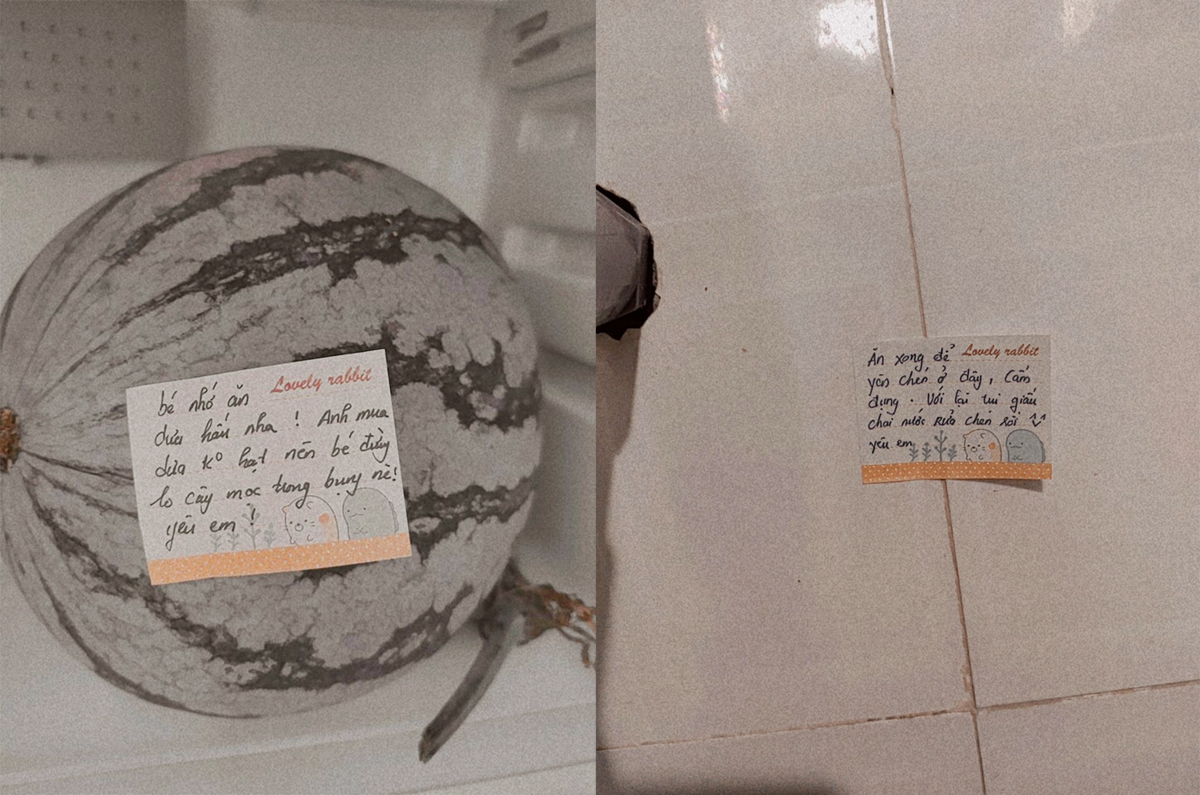 Lovely rabbit
bé nhớ ăn
dưa hấu nha ! Anh mua
dưa k⁰ hạt nên bé đừng
lo cây mọc trong bụng nè!
yêu em !
Ăn xong để Lovely rabbit
yên chén ở đây, Cấm
đụng . Với lại tui giấu
chai nước rửa chén rồi ^^
yêu em